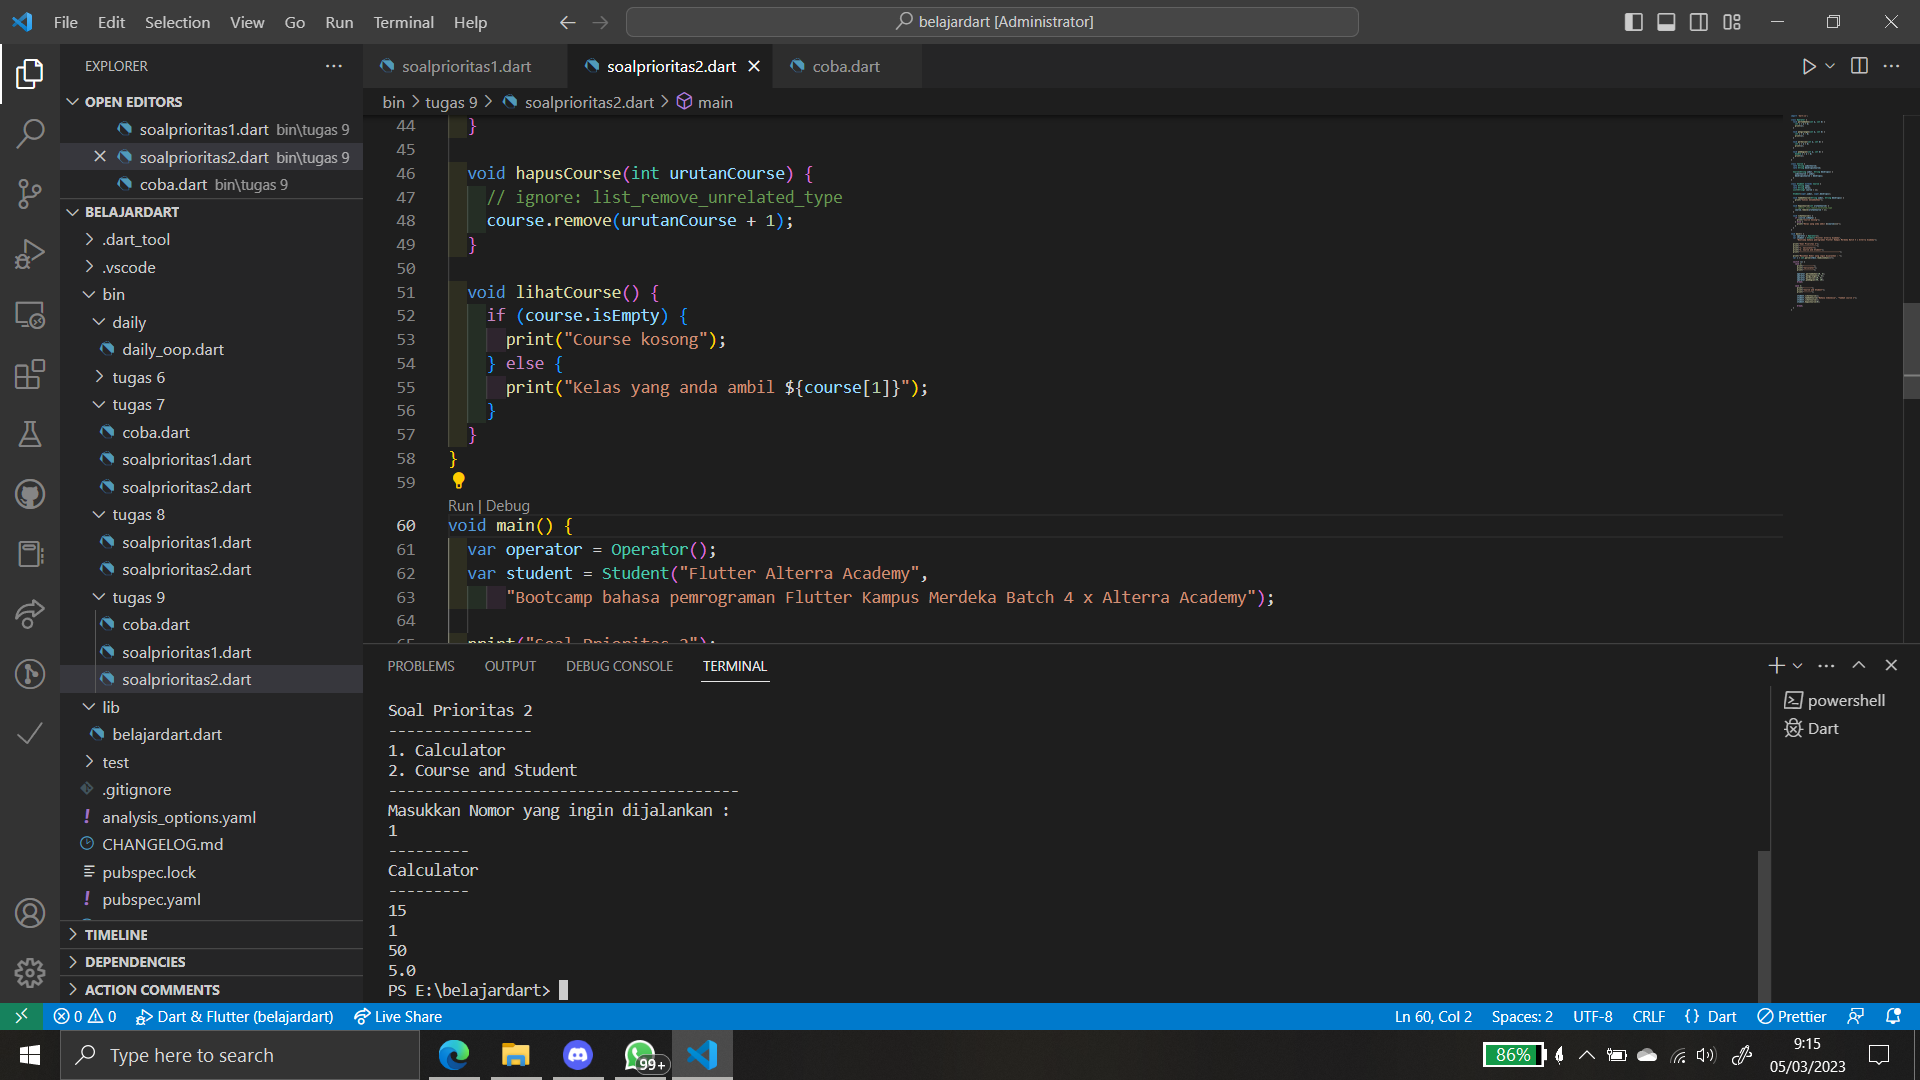 File Edit Selection View Go Run Terminal Help
belajardart [Administrator]
EXPLORER
soalprioritas1.dart
soalprioritas2.dart
coba.dart
bin > tugas 9 > soalprioritas2.dart > main
OPEN EDITORS
soalprioritas1.dart bin\tugas 9
soalprioritas2.dart bin\tugas 9
coba.dart bin\tugas 9
BELAJARDART
.dart_tool
.vscode
bin
daily
daily_oop.dart
tugas 6
tugas 7
coba.dart
soalprioritas1.dart
soalprioritas2.dart
tugas 8
soalprioritas1.dart
soalprioritas2.dart
tugas 9
coba.dart
soalprioritas1.dart
soalprioritas2.dart
lib
belajardart.dart
test
.gitignore
analysis_options.yaml
CHANGELOG.md
pubspec.lock
pubspec.yaml
TIMELINE
DEPENDENCIES
ACTION COMMENTS
44 }
45
46 void hapusCourse(int urutanCourse) {
47 // ignore: list_remove_unrelated_type
48 course.remove(urutanCourse + 1);
49 }
50
51 void lihatCourse() {
52 if (course.isEmpty) {
53 print("Course kosong");
54 } else {
55 print("Kelas yang anda ambil ${course[1]}");
56 }
57 }
58 }
59
Run | Debug
60 void main() {
61 var operator = Operator();
62 var student = Student("Flutter Alterra Academy",
63 "Bootcamp bahasa pemrograman Flutter Kampus Merdeka Batch 4 x Alterra Academy");
64
65 print("Soal Prioritas 2");
PROBLEMS OUTPUT DEBUG CONSOLE TERMINAL
powershell
Dart
Soal Prioritas 2
----------------
1. Calculator
2. Course and Student
---------------------------------------
Masukkan Nomor yang ingin dijalankan :
1
---------
Calculator
---------
15
1
50
5.0
PS E:\belajardart>
0 0 Dart & Flutter (belajardart) Live Share
Ln 60, Col 2 Spaces: 2 UTF-8 CRLF {} Dart Prettier
Type here to search
99+
86%
9:15
05/03/2023